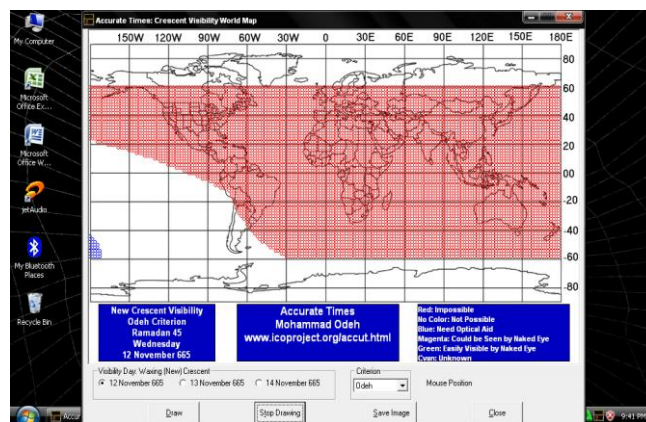 Accurate Times: Crescent Visibility World Map
150W 120W 90W 60W 30W 0 30E 60E 90E 120E 150E 180E
80
60
40
20
00
-20
-40
-60
-80
My Computer
Microsoft
Office Ex...
Microsoft
Office W...
jetAudio
My Bluetooth
Places
Recycle Bin
New Crescent Visibility
Odeh Criterion
Ramadan 45
Wednesday
12 November 665
Accurate Times
Mohammad Odeh
www.icoproject.org/accut.html
Red: Impossible
No Color: Not Possible
Blue: Need Optical Aid
Magenta: Could be Seen by Naked Eye
Green: Easily Visible by Naked Eye
Cyan: Unknown
Visibility Day: Waxing (New) Crescent
12 November 665 13 November 665 14 November 665
Criterion
Odeh
Mouse Position
Draw Stop Drawing Save Image Close
Accur
9:41 PM